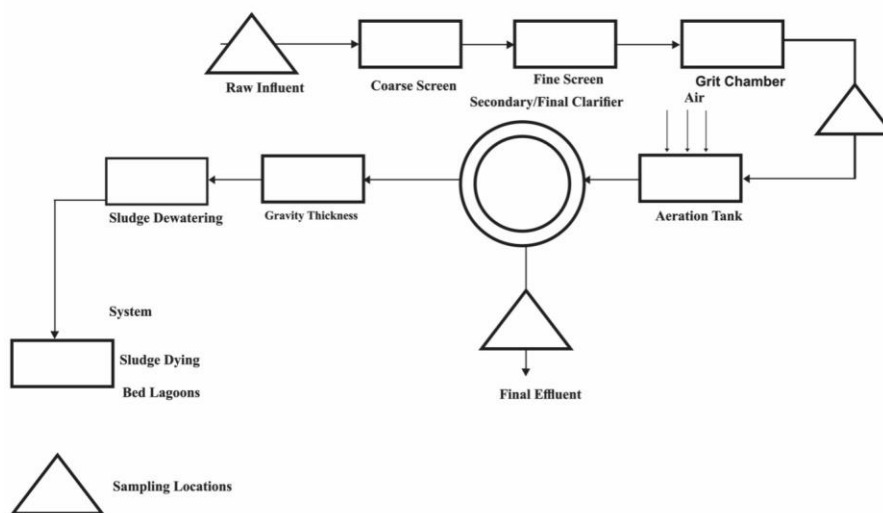 Raw Influent
Coarse Screen
Fine Screen
Grit Chamber
Secondary/Final Clarifier
Air
Sludge Dewatering
Gravity Thickness
Aeration Tank
System
Sludge Dying
Bed Lagoons
Final Effluent
Sampling Locations